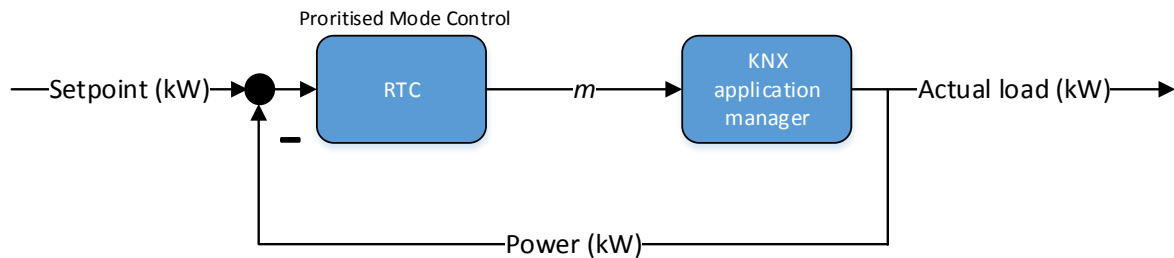 Proritised Mode Control
Setpoint (kW)
RTC
m
KNX
application
manager
Actual load (kW)
–
Power (kW)